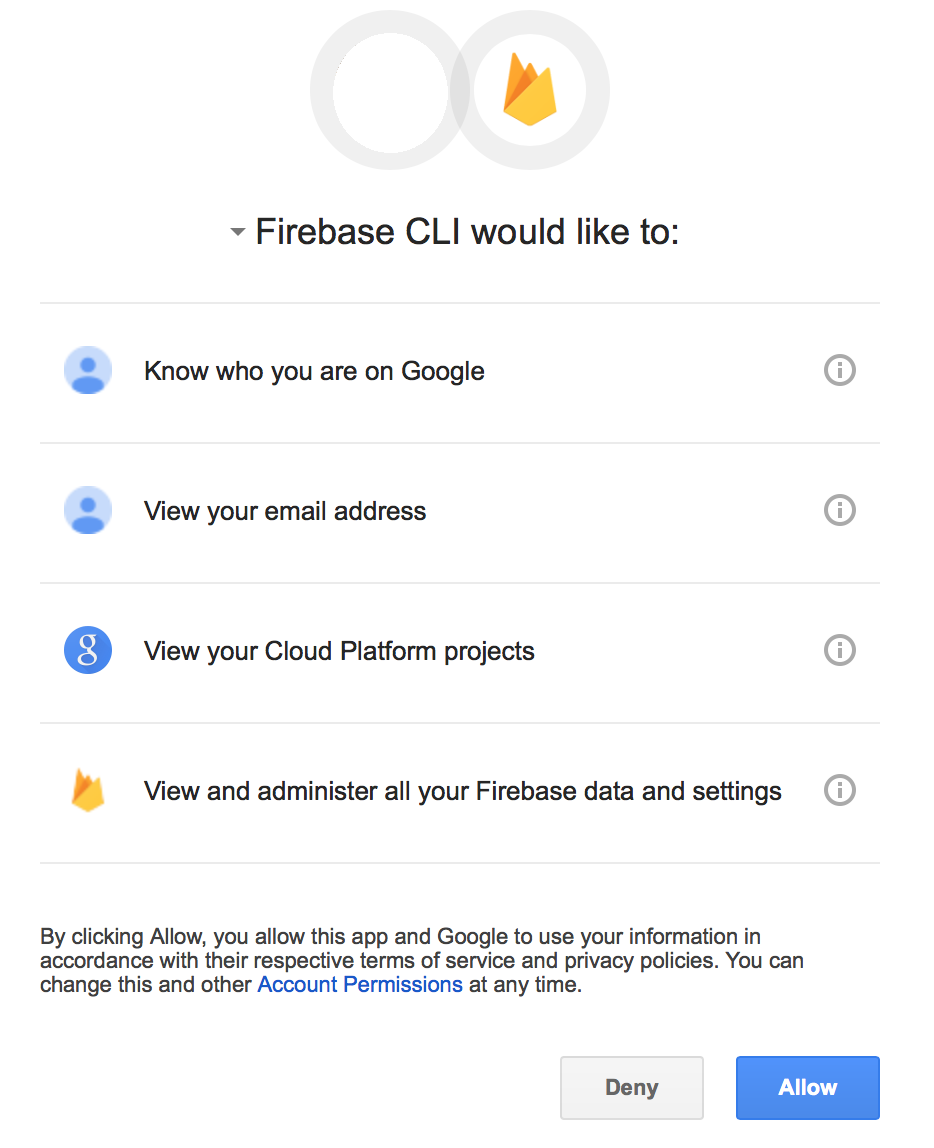 Firebase CLI would like to:
Know who you are on Google
View your email address
g
View your Cloud Platform projects
View and administer all your Firebase data and settings
By clicking Allow, you allow this app and Google to use your information in
accordance with their respective terms of service and privacy policies. You can
change this and other Account Permissions at any time.
Deny
Allow